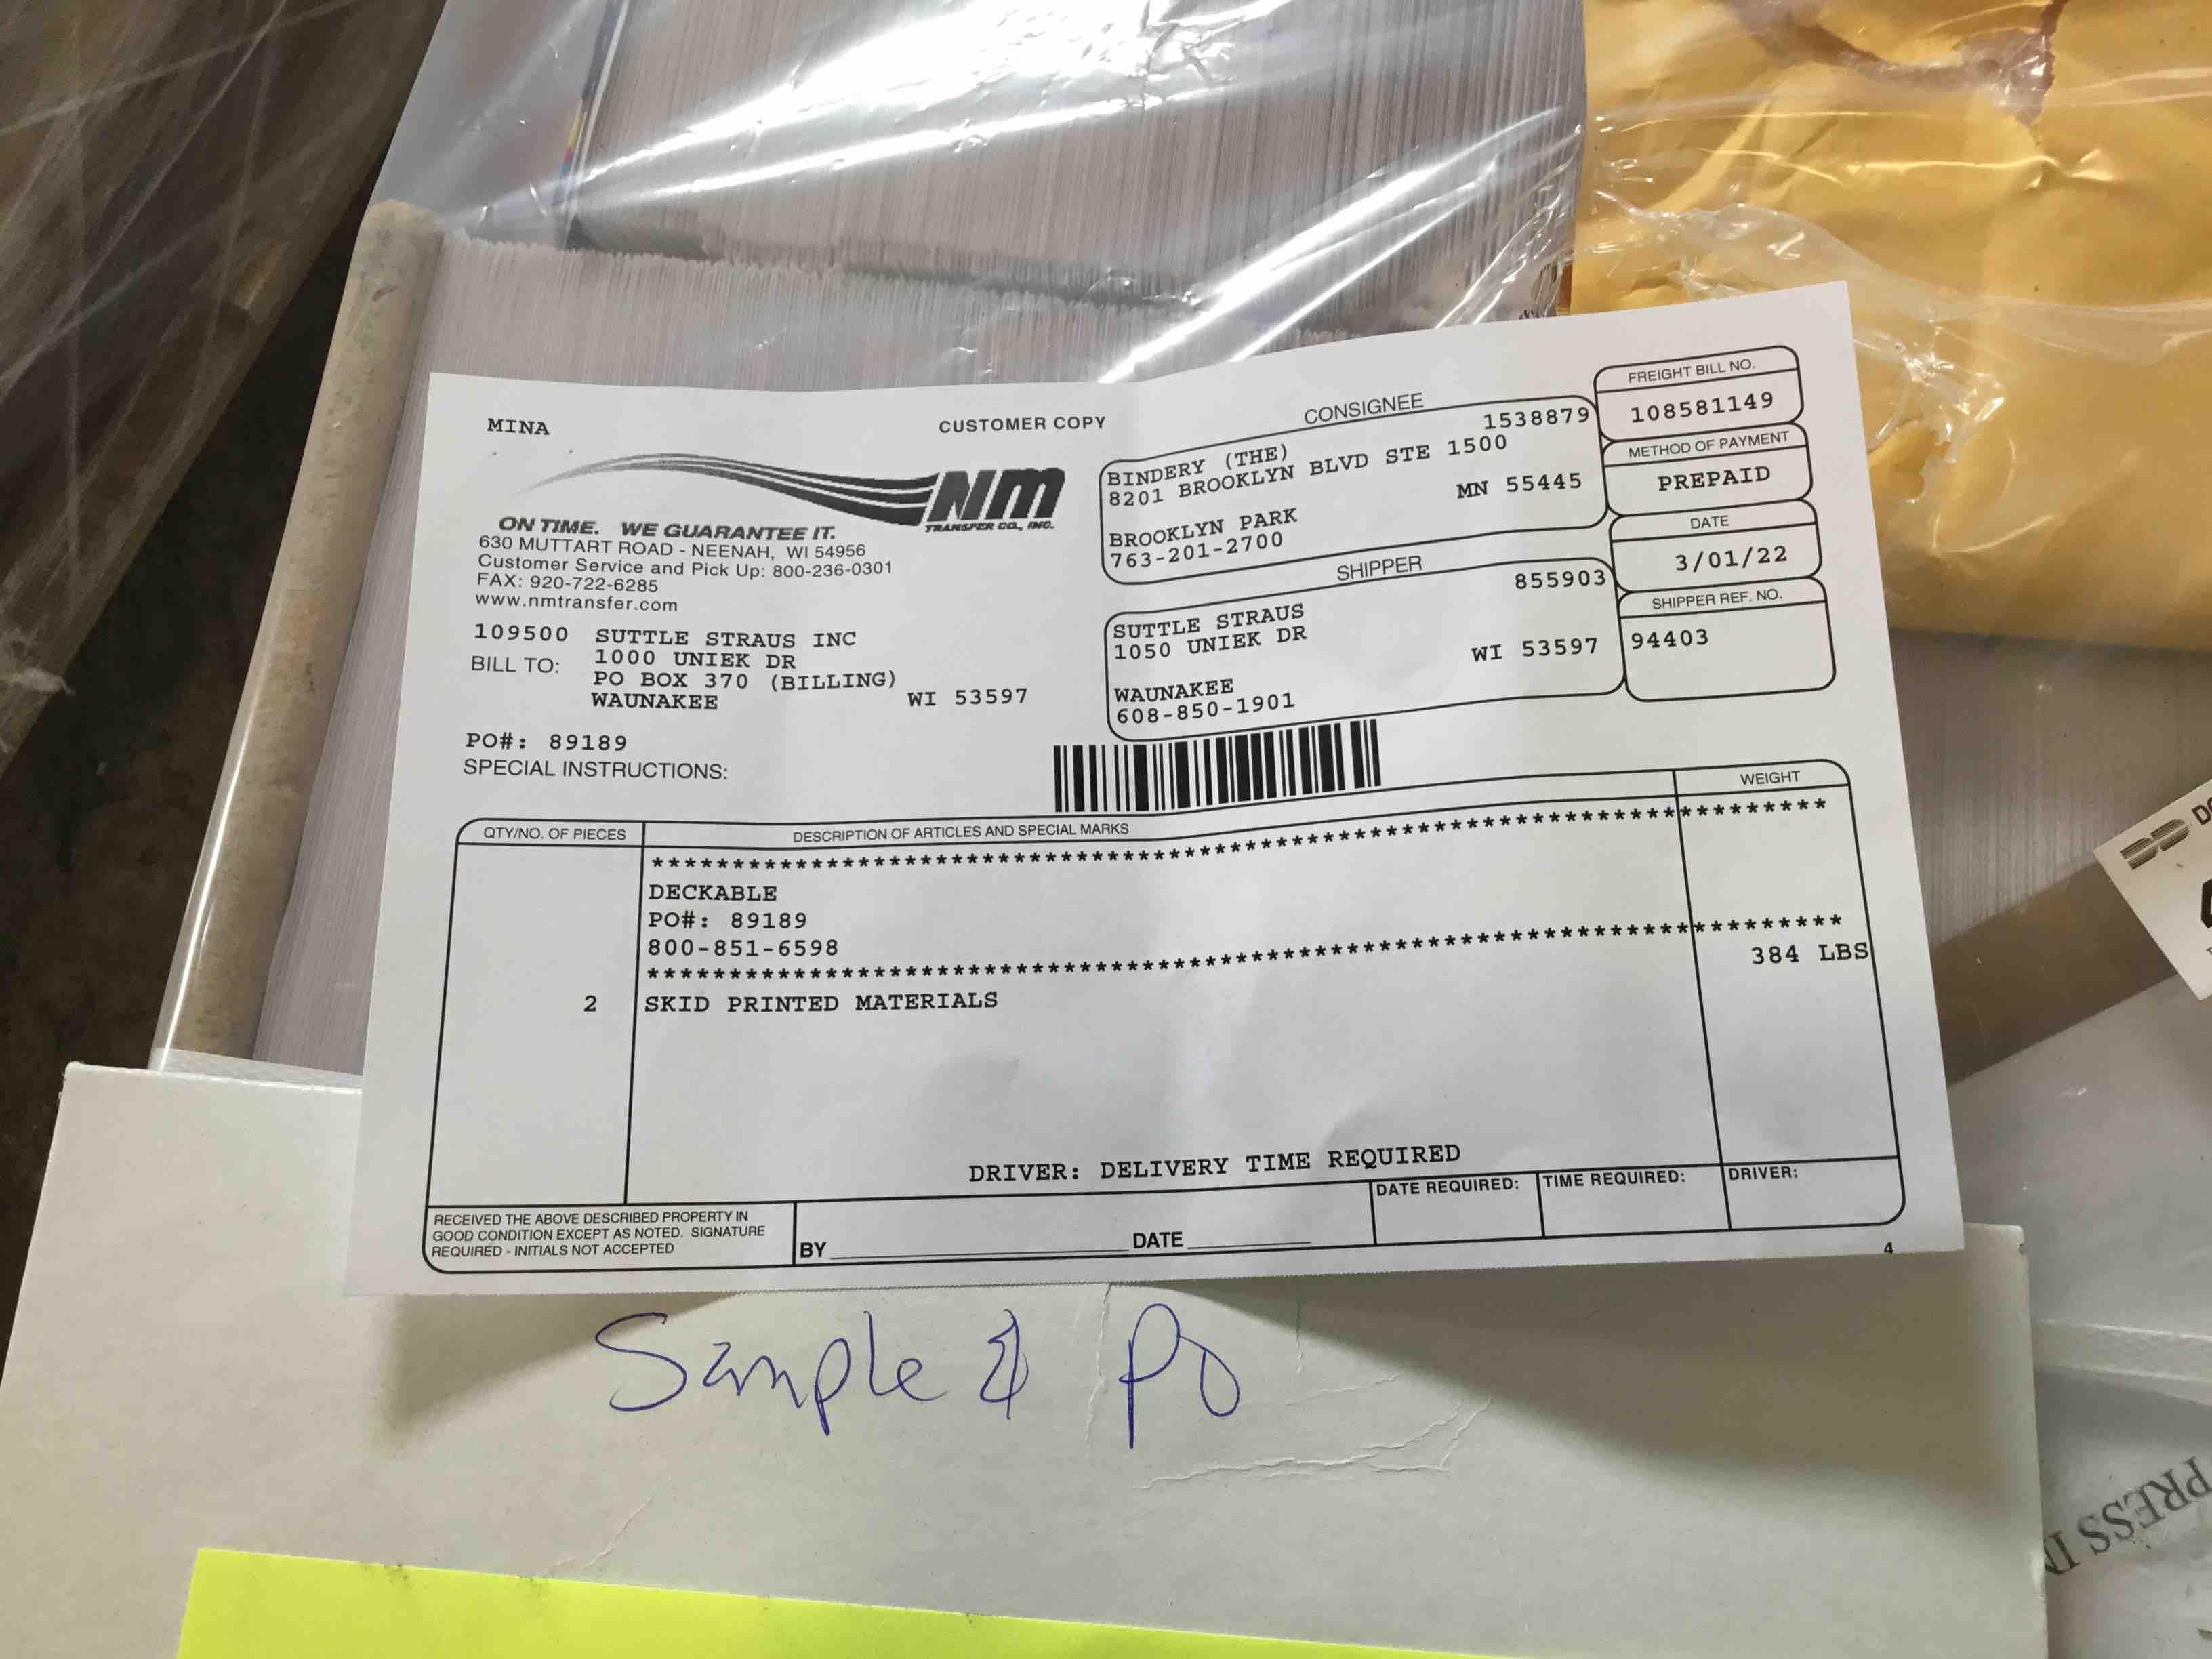 MINA
CUSTOMER COPY
NM
TRANSFER CO., INC.
ON TIME. WE GUARANTEE IT.
630 MUTTART ROAD - NEENAH, WI 54956
Customer Service and Pick Up: 800-236-0301
FAX: 920-722-6285
www.nmtransfer.com
109500 SUTTLE STRAUS INC
BILL TO: 1000 UNIEK DR
PO BOX 370 (BILLING)
WAUNAKEE WI 53597
PO#: 89189
SPECIAL INSTRUCTIONS:
CONSIGNEE
1538879
BINDERY (THE)
8201 BROOKLYN BLVD STE 1500
MN 55445
BROOKLYN PARK
763-201-2700
SHIPPER
855903
SUTTLE STRAUS
1050 UNIEK DR
WI 53597
WAUNAKEE
608-850-1901
FREIGHT BILL NO.
108581149
METHOD OF PAYMENT
PREPAID
DATE
3/01/22
SHIPPER REF. NO.
94403
QTY/NO. OF PIECES DESCRIPTION OF ARTICLES AND SPECIAL MARKS WEIGHT
DECKABLE
PO#: 89189
800-851-6598
384 LBS
2 SKID PRINTED MATERIALS
DRIVER: DELIVERY TIME REQUIRED
RECEIVED THE ABOVE DESCRIBED PROPERTY IN
GOOD CONDITION EXCEPT AS NOTED. SIGNATURE
REQUIRED - INITIALS NOT ACCEPTED
BY DATE
DATE REQUIRED: TIME REQUIRED: DRIVER:
4
Sample & PO
PRESS